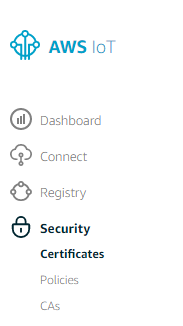 AWS IoT
Dashboard
Connect
Registry
Security
Certificates
Policies
CAs